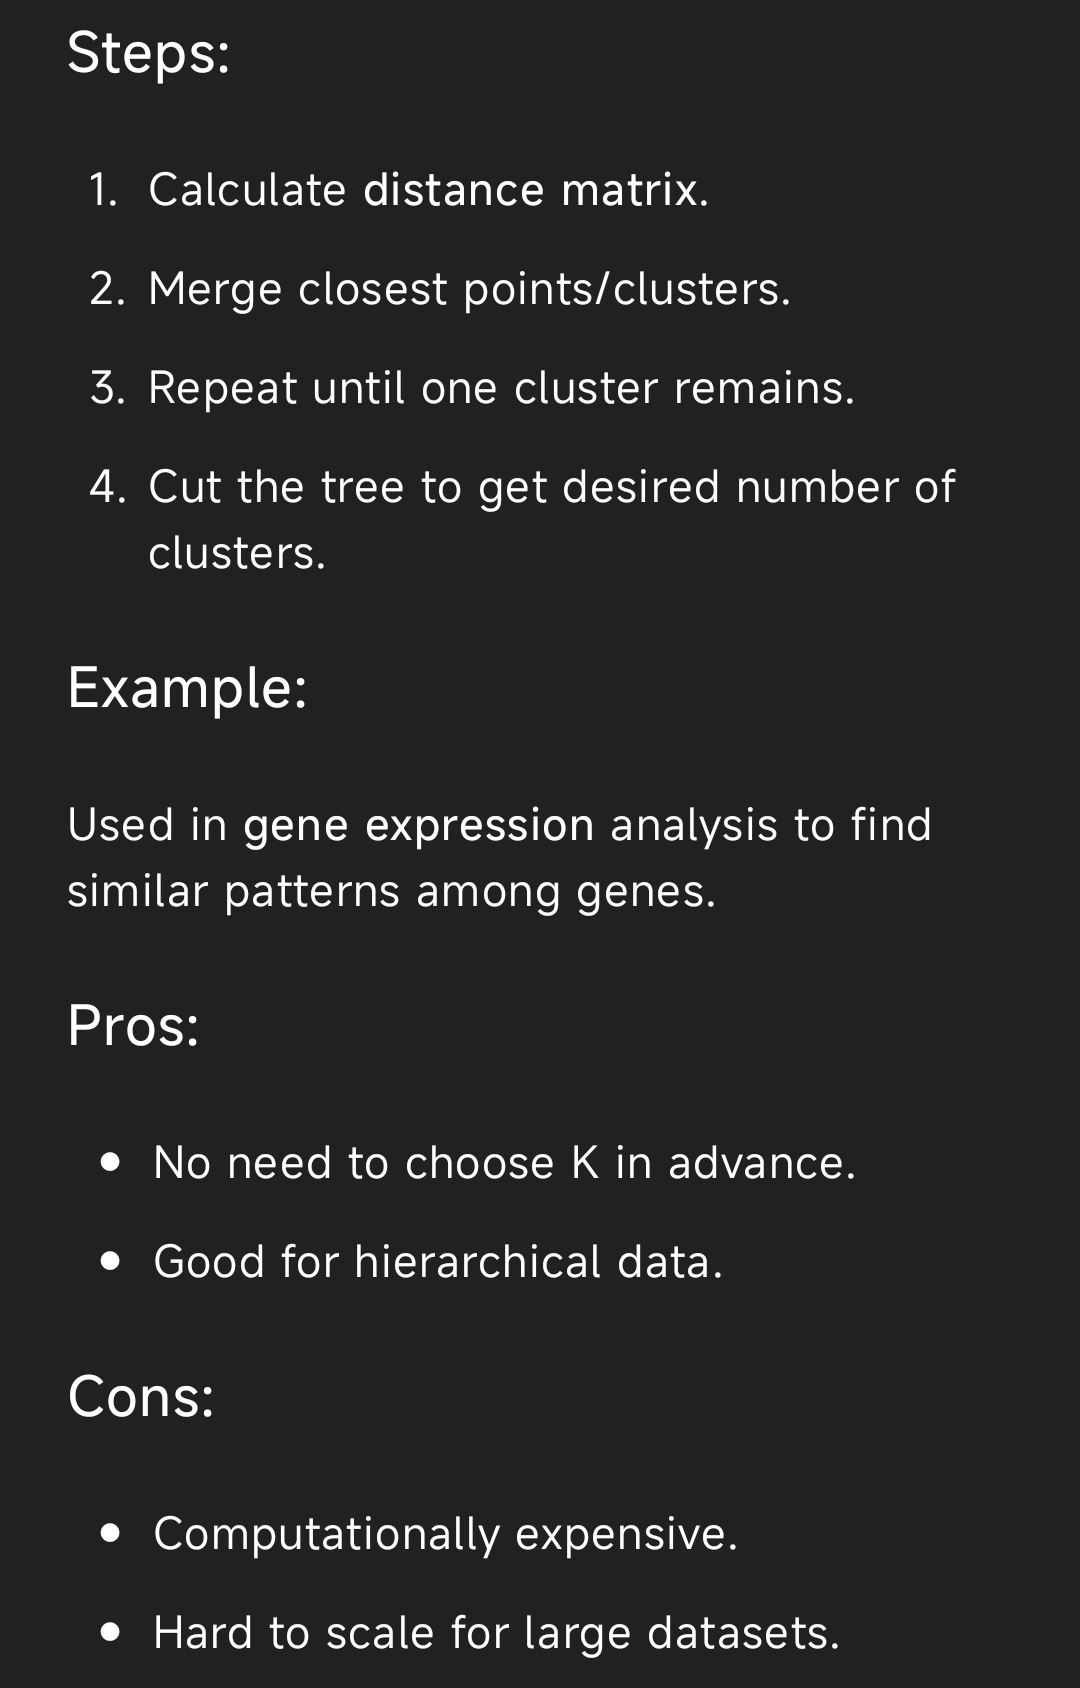 Steps:
1. Calculate distance matrix.
2. Merge closest points/clusters.
3. Repeat until one cluster remains.
4. Cut the tree to get desired number of
clusters.
Example:
Used in gene expression analysis to find
similar patterns among genes.
Pros:
• No need to choose K in advance.
• Good for hierarchical data.
Cons:
• Computationally expensive.
• Hard to scale for large datasets.